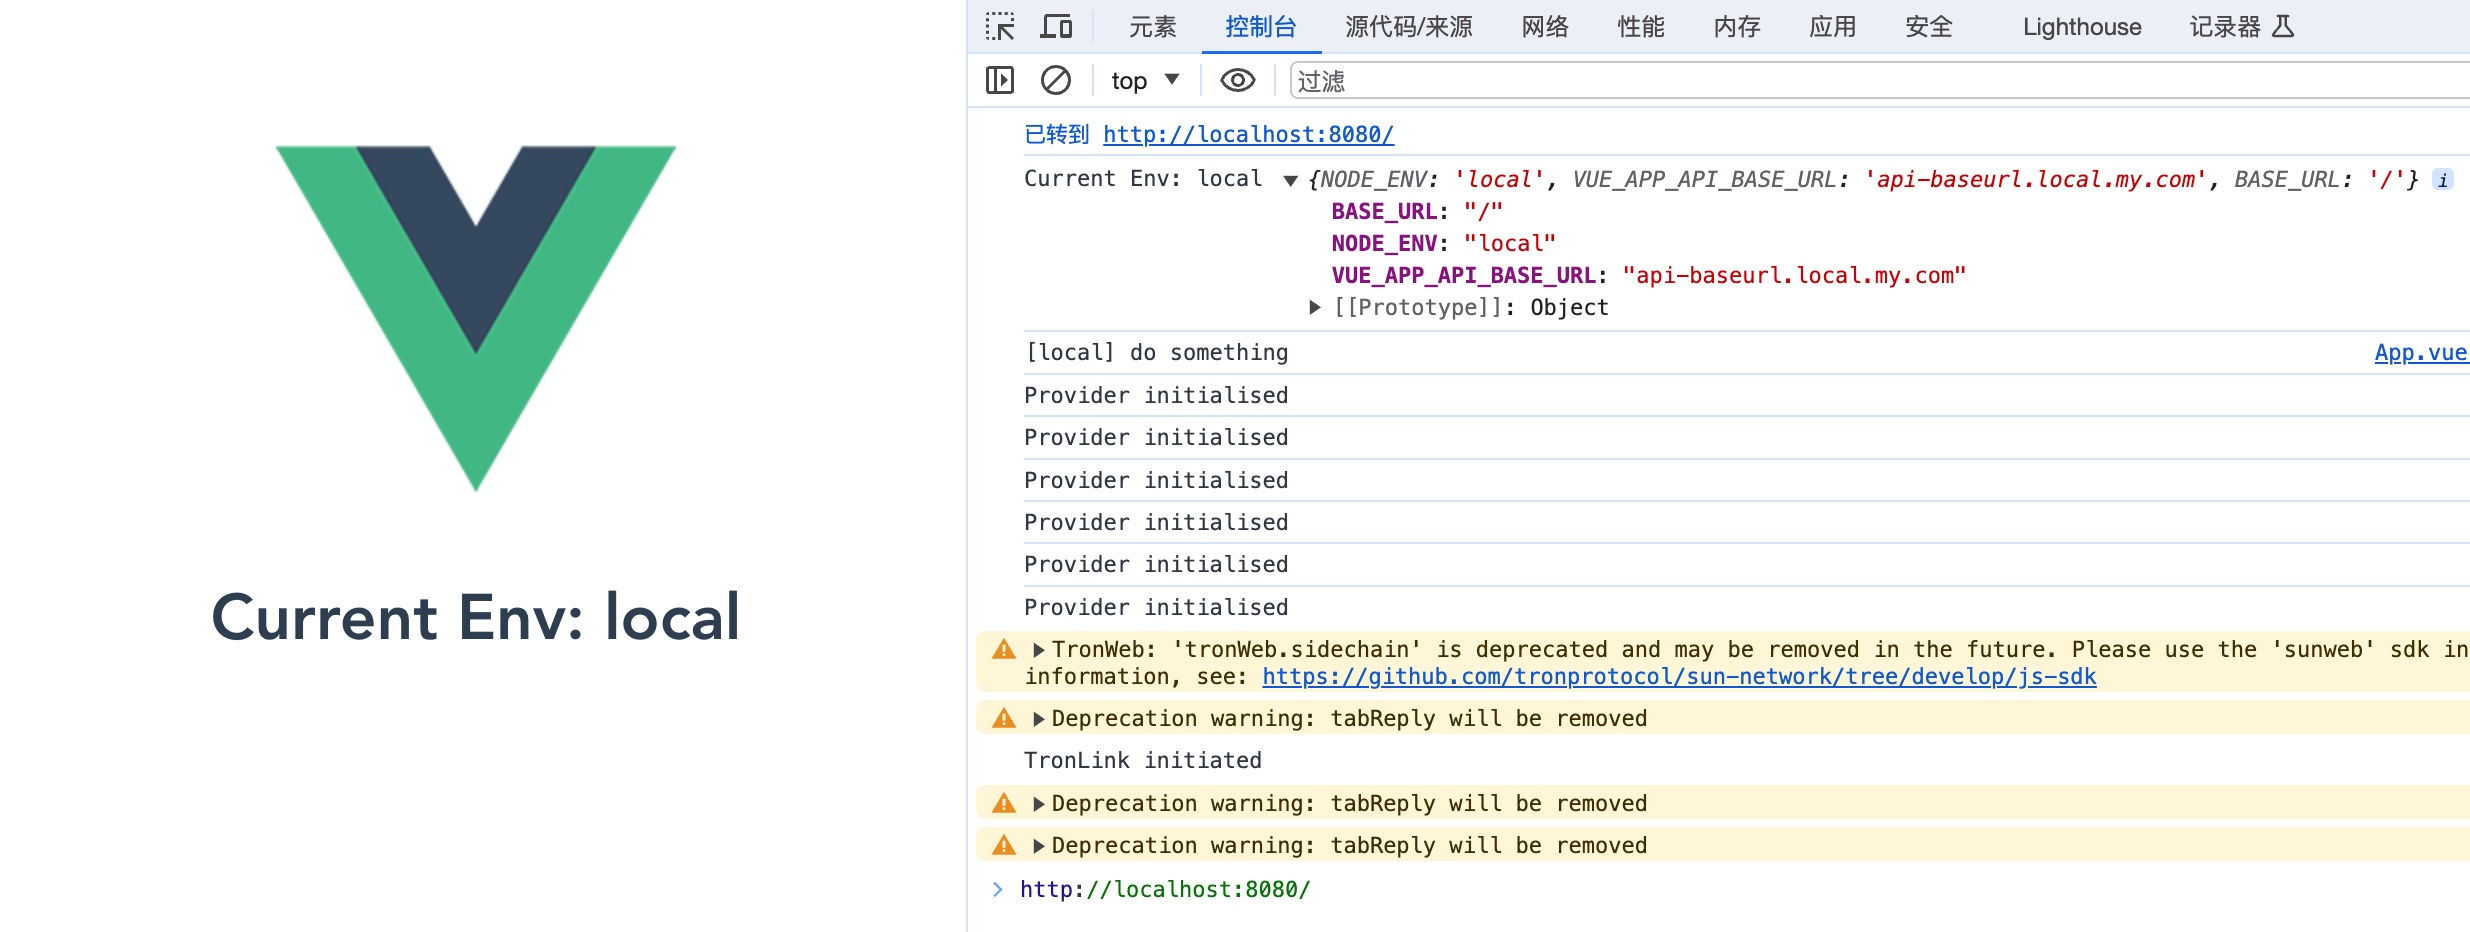 Current Env: local
元素 控制台 源代码/来源 网络 性能 内存 应用 安全 Lighthouse 记录器
top 过滤
已转到 http://localhost:8080/
Current Env: local {NODE_ENV: 'local', VUE_APP_API_BASE_URL: 'api-baseurl.local.my.com', BASE_URL: '/'} i
BASE_URL: "/"
NODE_ENV: "local"
VUE_APP_API_BASE_URL: "api-baseurl.local.my.com"
[[Prototype]]: Object
[local] do something App.vue
Provider initialised
Provider initialised
Provider initialised
Provider initialised
Provider initialised
Provider initialised
TronWeb: 'tronWeb.sidechain' is deprecated and may be removed in the future. Please use the 'sunweb' sdk in
information, see: https://github.com/tronprotocol/sun-network/tree/develop/js-sdk
Deprecation warning: tabReply will be removed
TronLink initiated
Deprecation warning: tabReply will be removed
Deprecation warning: tabReply will be removed
http://localhost:8080/